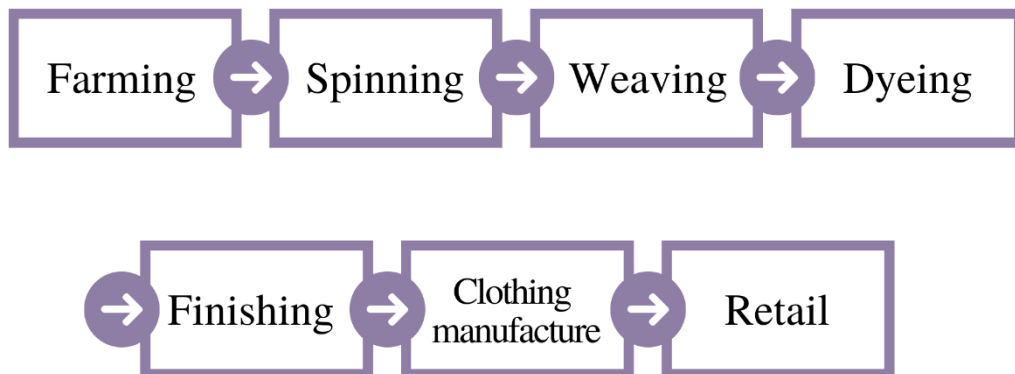 Farming
Spinning
Weaving
Dyeing
Finishing
Clothing
manufacture
Retail